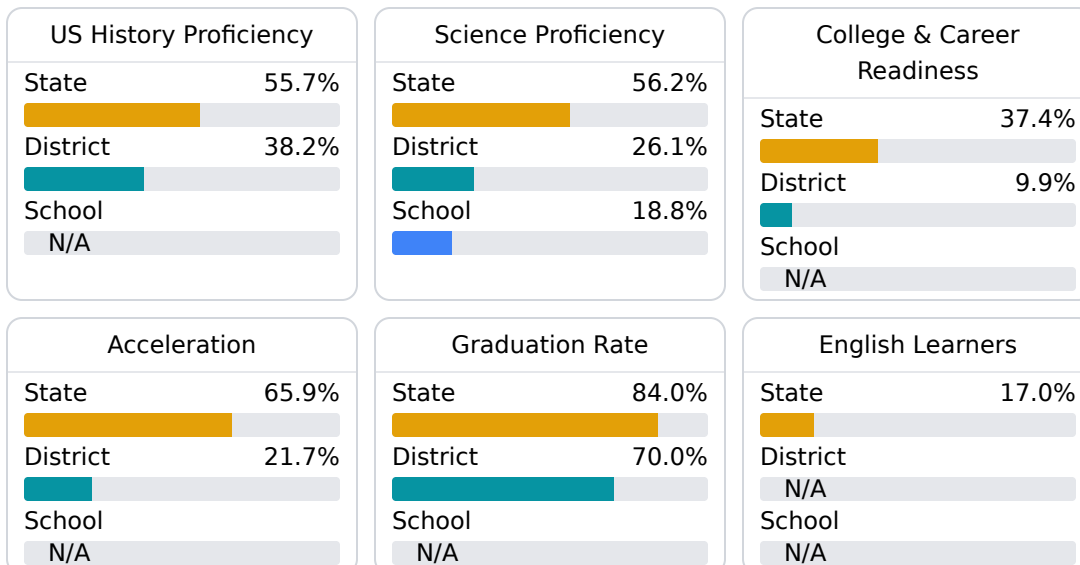 US History Proficiency
State 55.7%
District 38.2%
School
N/A
Science Proficiency
State 56.2%
District 26.1%
School 18.8%
College & Career
Readiness
State 37.4%
District 9.9%
School
N/A
Acceleration
State 65.9%
District 21.7%
School
N/A
Graduation Rate
State 84.0%
District 70.0%
School
N/A
English Learners
State 17.0%
District
N/A
School
N/A